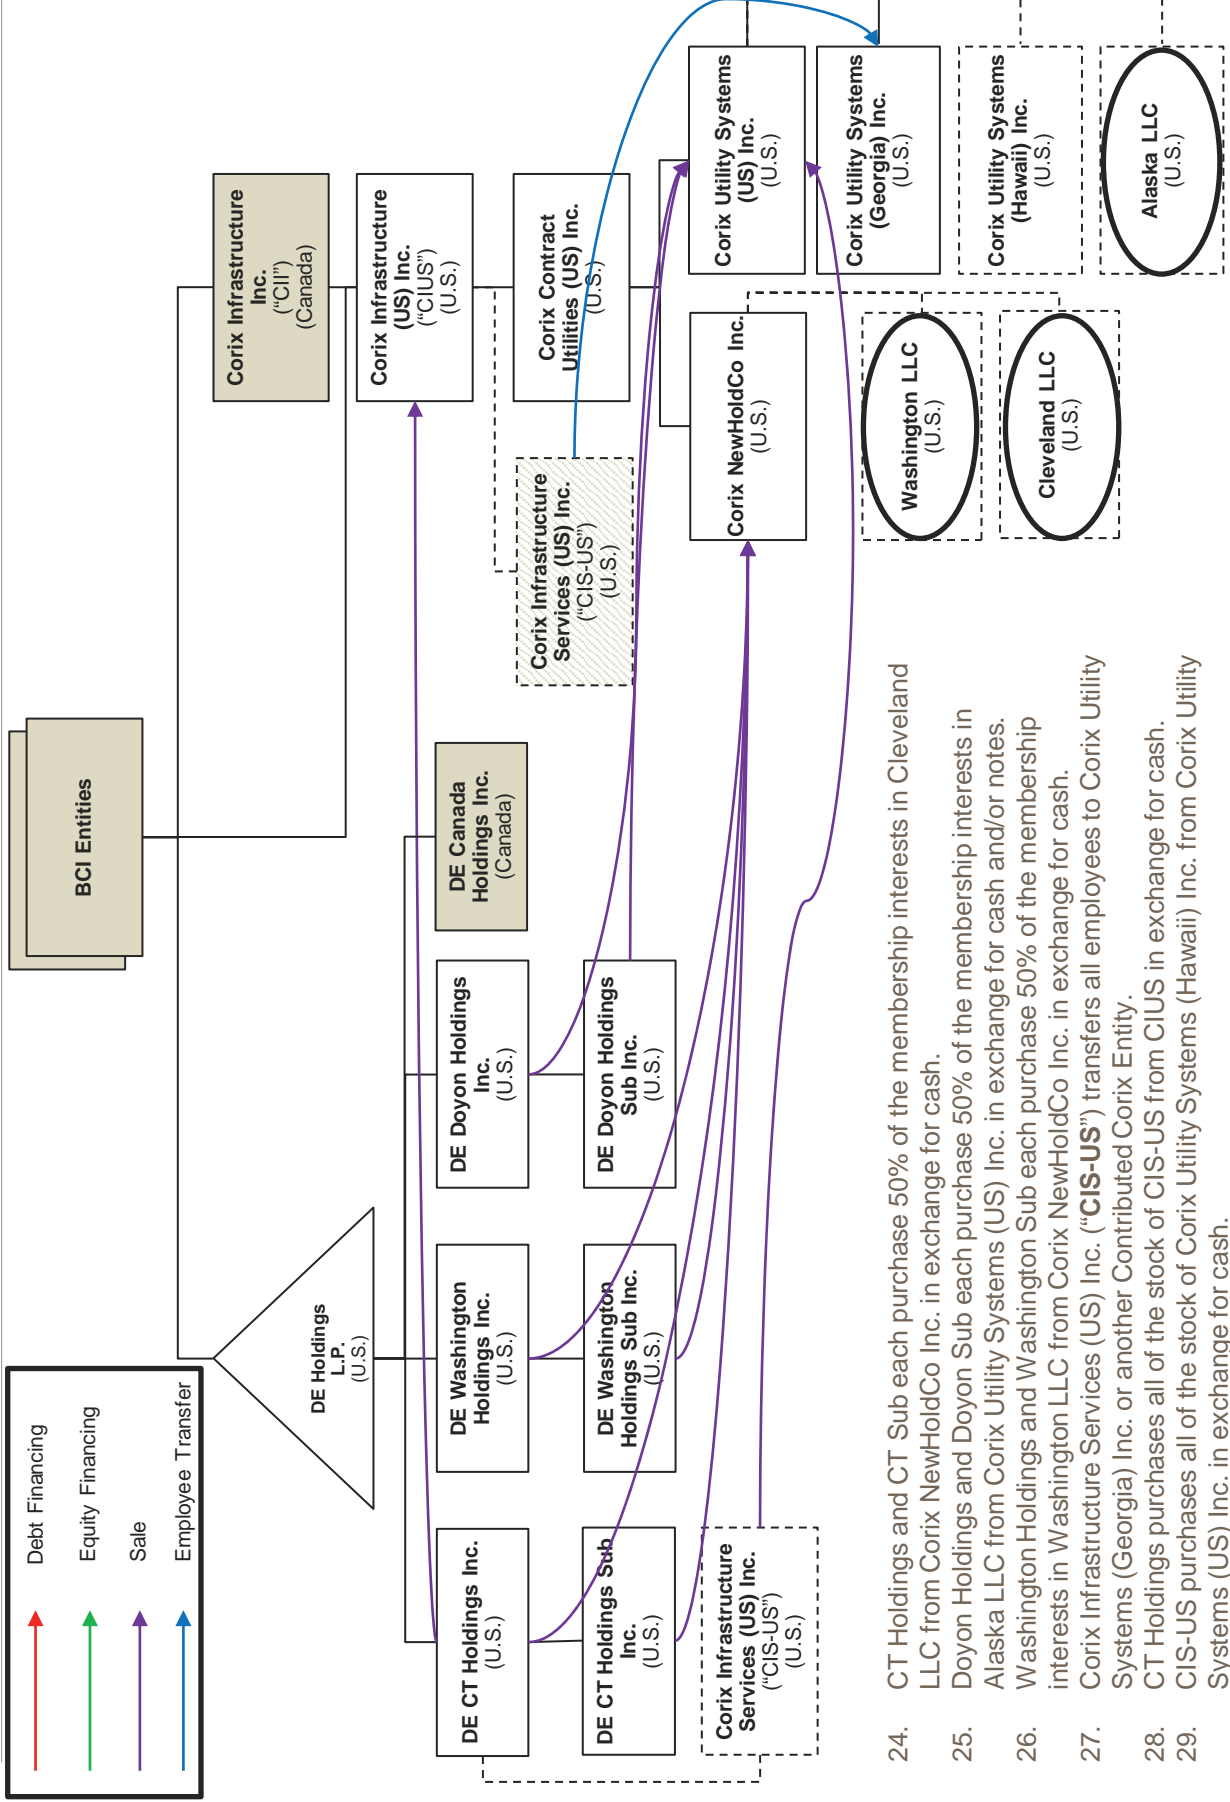 Debt Financing
Equity Financing
Sale
Employee Transfer
BCI Entities
DE Holdings
L.P.
(U.S.)
Corix Infrastructure
Inc.
(“CII”)
(Canada)
Corix Infrastructure
(US) Inc.
(“CIUS”)
(U.S.)
DE CT Holdings Inc.
(U.S.)
DE Washington
Holdings Inc.
(U.S.)
DE Doyon Holdings
Inc.
(U.S.)
DE Canada
Holdings Inc.
(Canada)
Corix Infrastructure
Services (US) Inc.
(“CIS-US”)
(U.S.)
Corix Contract
Utilities (US) Inc.
(U.S.)
DE CT Holdings Sub
Inc.
(U.S.)
DE Washington
Holdings Sub Inc.
(U.S.)
DE Doyon Holdings
Sub Inc.
(U.S.)
Corix Infrastructure
Services (US) Inc.
(“CIS-US”)
(U.S.)
Corix NewHoldCo Inc.
(U.S.)
Corix Utility Systems
(US) Inc.
(U.S.)
Corix Utility Systems
(Georgia) Inc.
(U.S.)
Washington LLC
(U.S.)
Corix Utility Systems
(Hawaii) Inc.
(U.S.)
Cleveland LLC
(U.S.)
Alaska LLC
(U.S.)
24. CT Holdings and CT Sub each purchase 50% of the membership interests in Cleveland
LLC from Corix NewHoldCo Inc. in exchange for cash.
25. Doyon Holdings and Doyon Sub each purchase 50% of the membership interests in
Alaska LLC from Corix Utility Systems (US) Inc. in exchange for cash and/or notes.
26. Washington Holdings and Washington Sub each purchase 50% of the membership
interests in Washington LLC from Corix NewHoldCo Inc. in exchange for cash.
27. Corix Infrastructure Services (US) Inc. (“CIS-US”) transfers all employees to Corix Utility
Systems (Georgia) Inc. or another Contributed Corix Entity.
28. CT Holdings purchases all of the stock of CIS-US from CIUS in exchange for cash.
29. CIS-US purchases all of the stock of Corix Utility Systems (Hawaii) Inc. from Corix Utility
Systems (US) Inc. in exchange for cash.